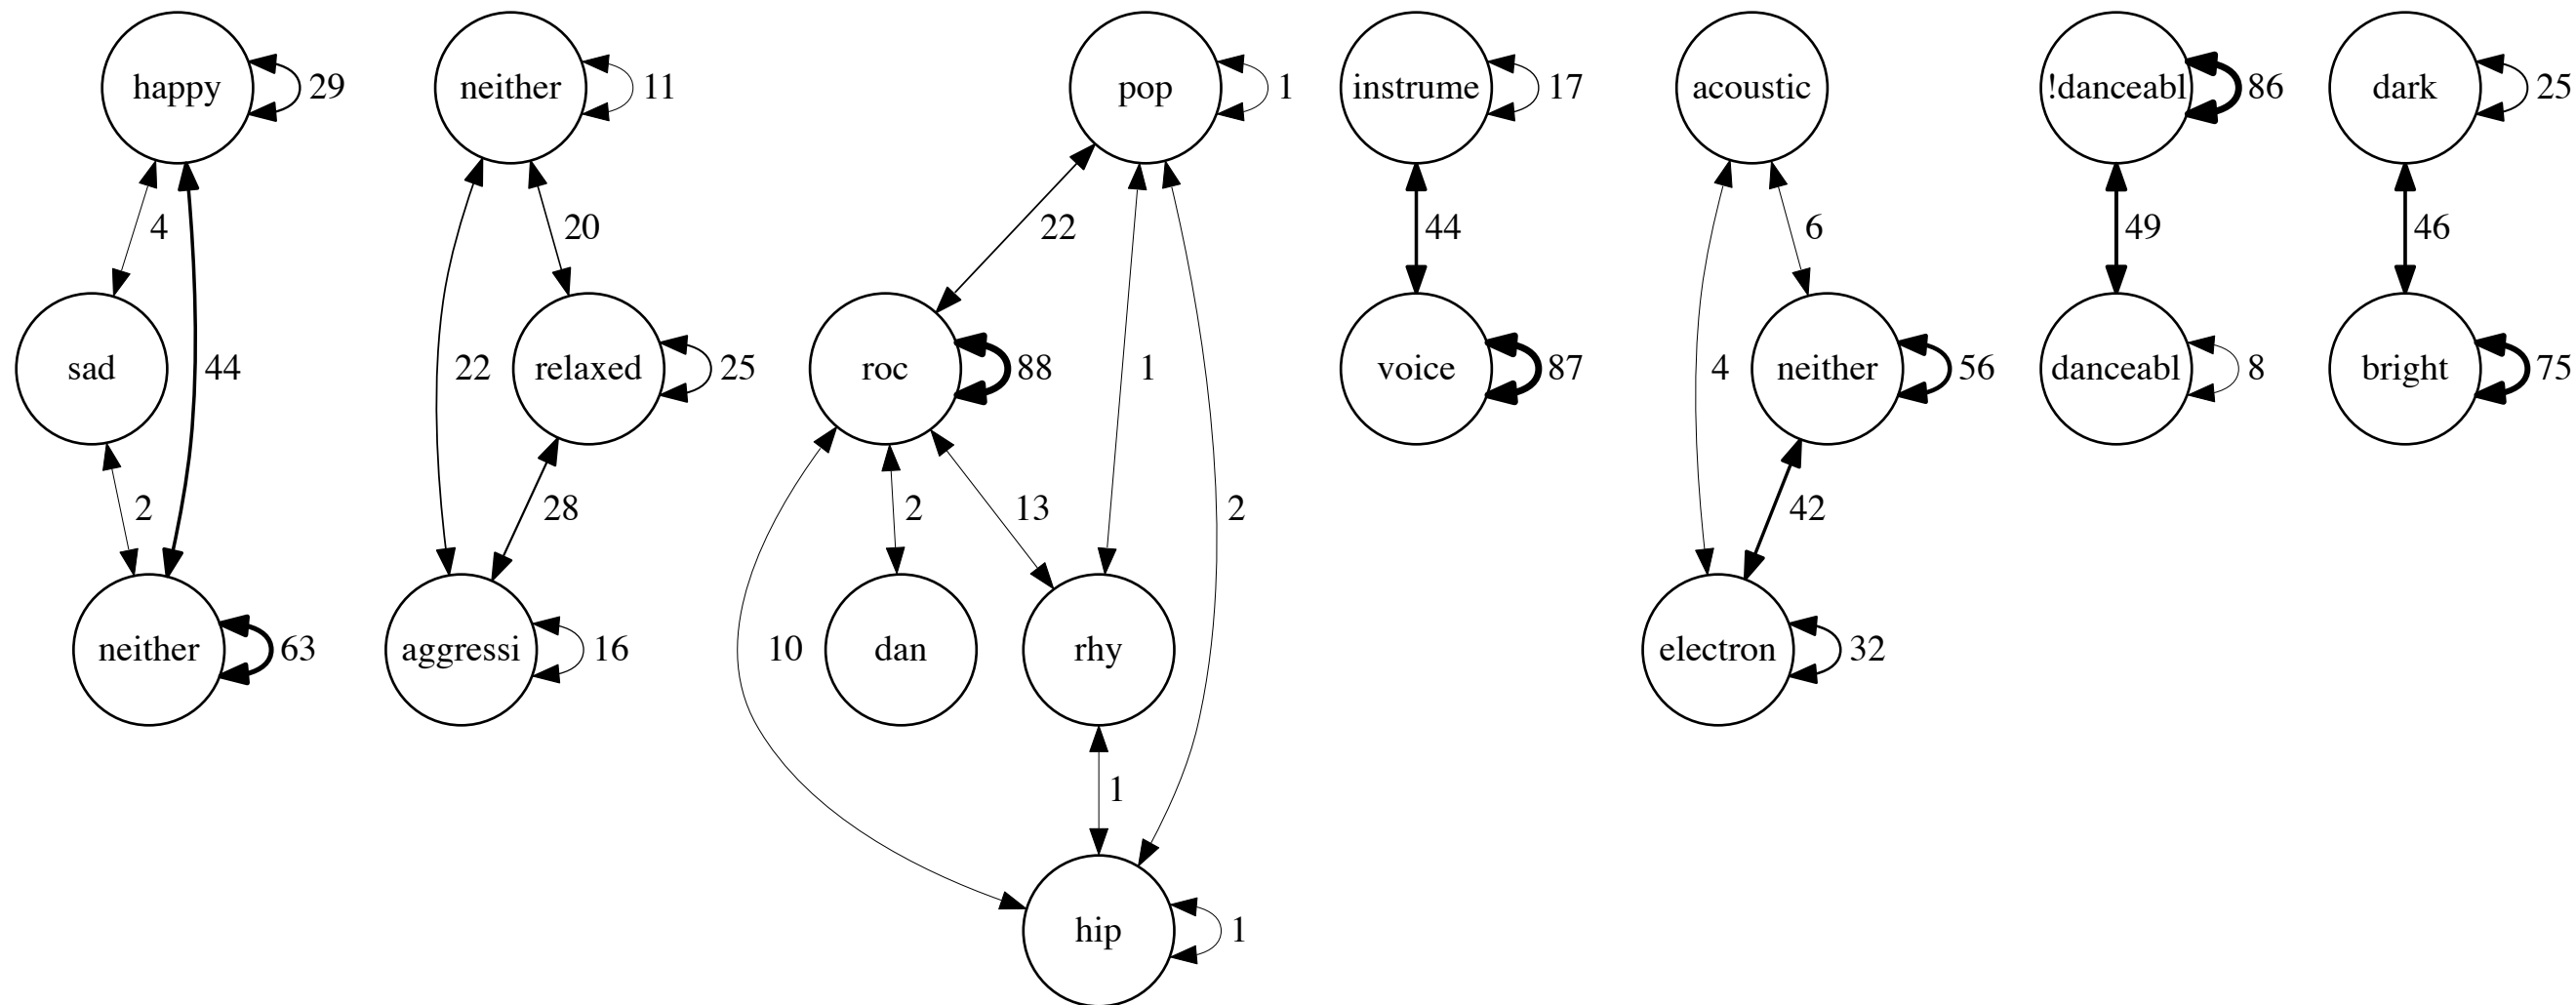 happy
29
neither
11
pop
1
instrume
17
acoustic
!danceabl
86
dark
25
4
20
22
44
6
49
46
sad
44
22
relaxed
25
roc
88
1
voice
87
4
neither
56
danceabl
8
bright
75
2
28
2
13
2
42
neither
63
aggressi
16
10
dan
rhy
electron
32
1
hip
1